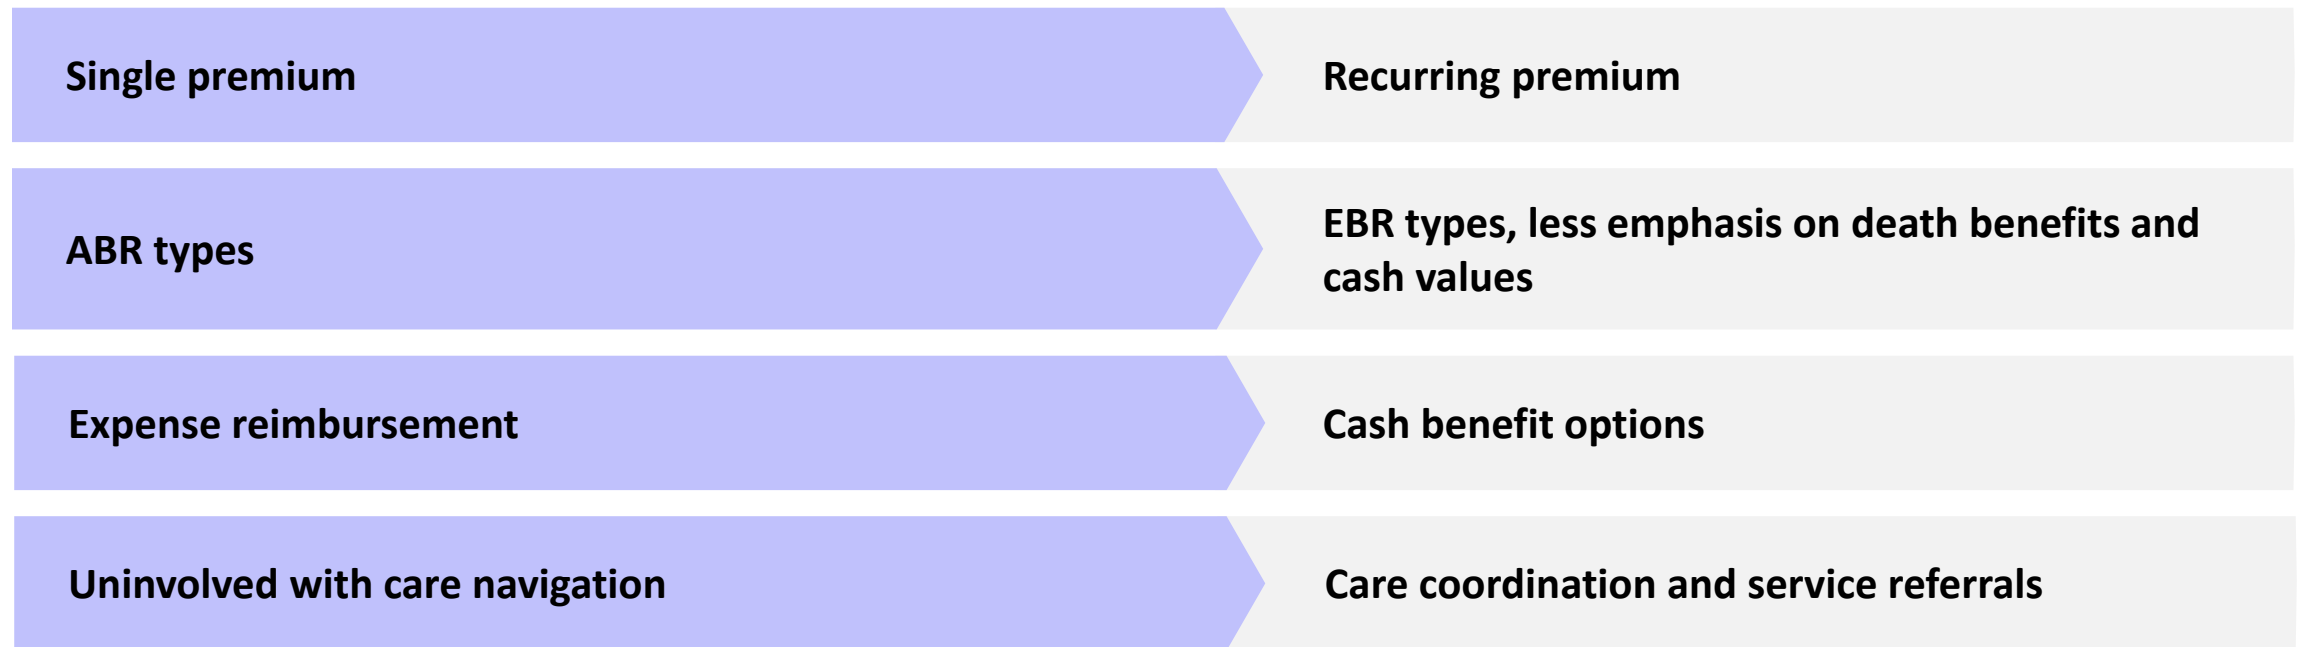 Single premium
Recurring premium
ABR types
EBR types, less emphasis on death benefits and
cash values
Expense reimbursement
Cash benefit options
Uninvolved with care navigation
Care coordination and service referrals